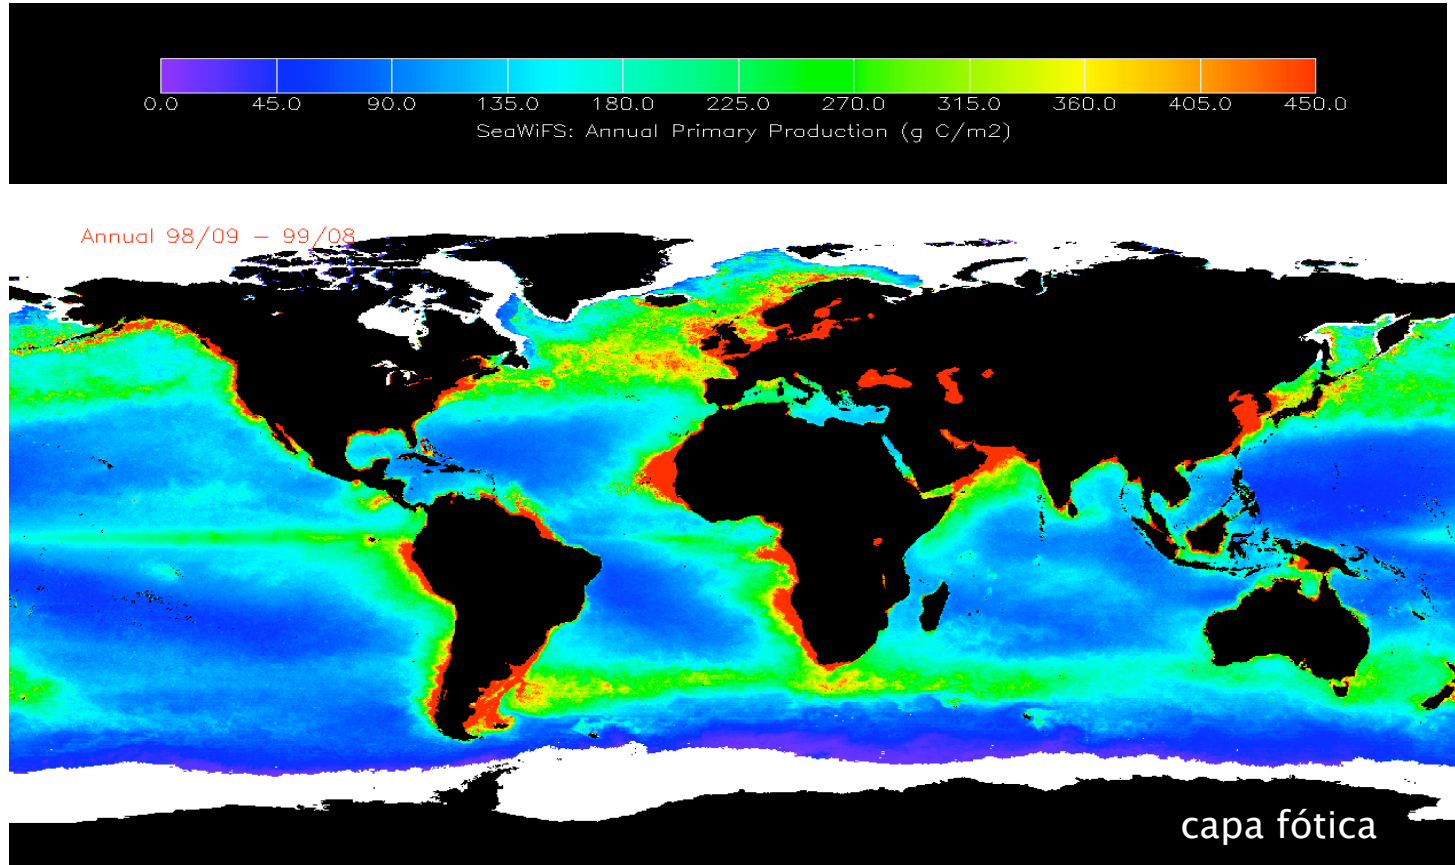 0.0 45.0 90.0 135.0 180.0 225.0 270.0 315.0 360.0 405.0 450.0
SeaWiFS: Annual Primary Production (g C/m2)
Annual 98/09 – 99/08
capa fótica